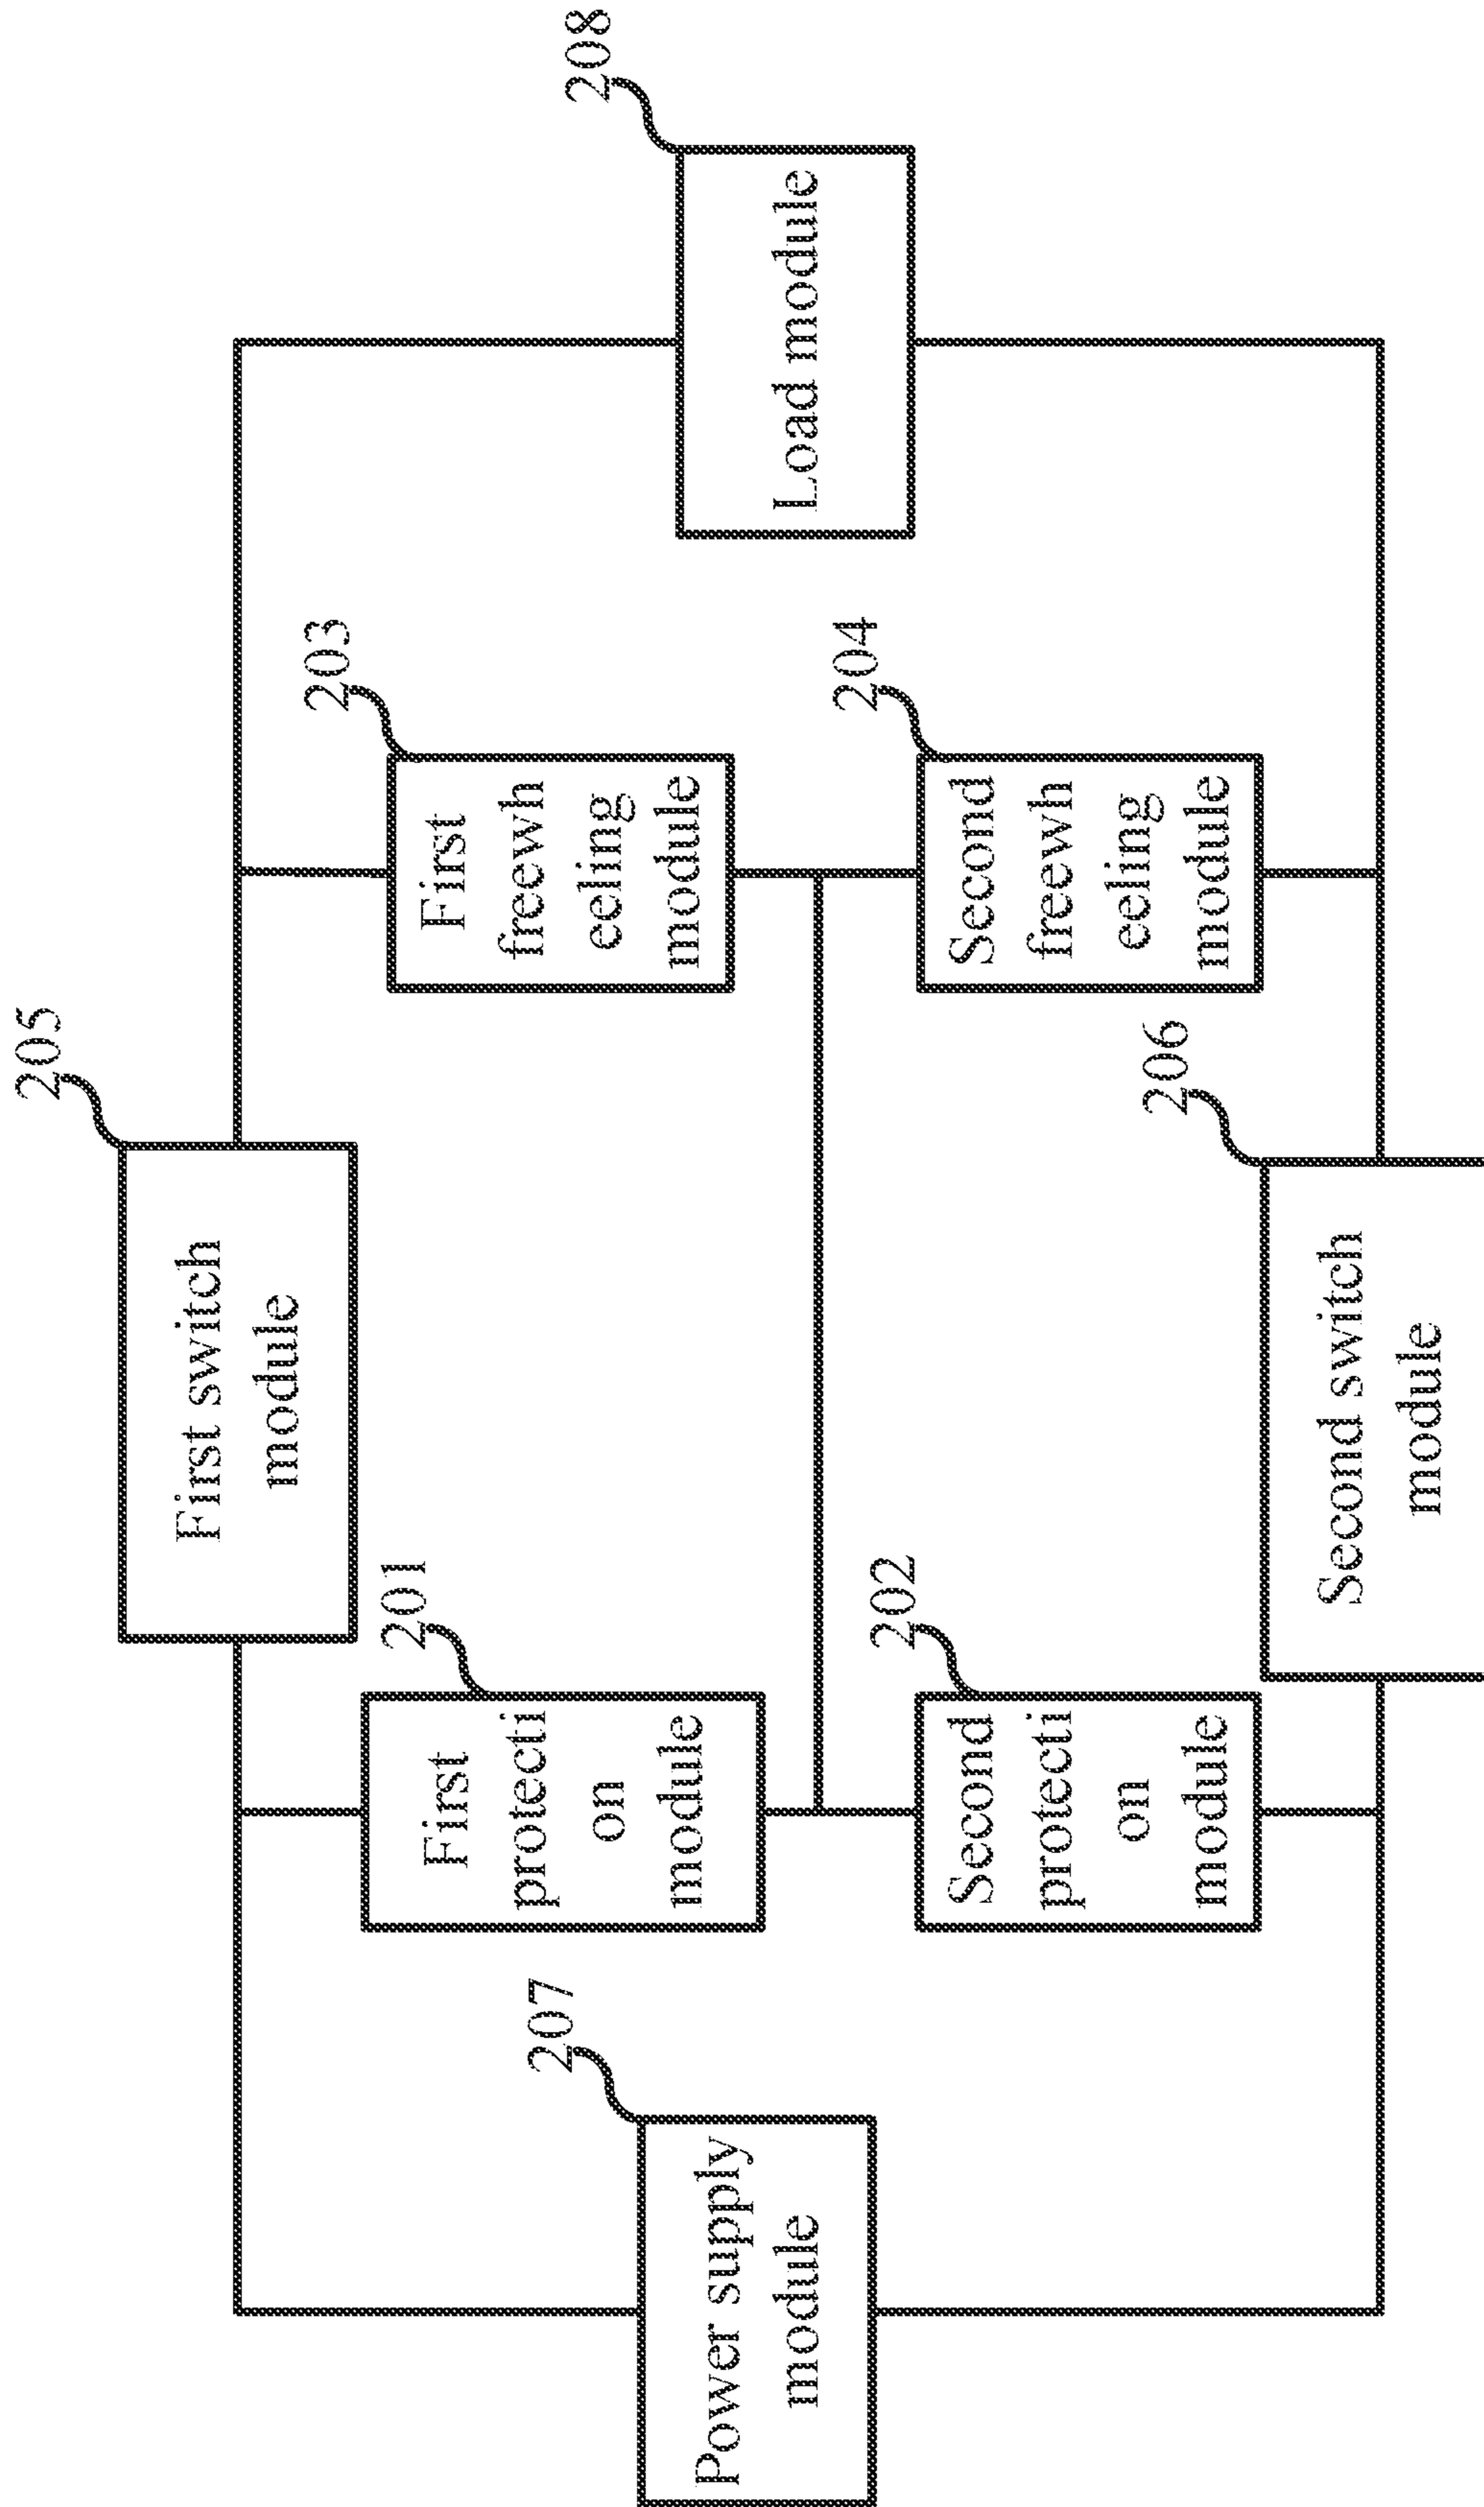 205
First switch
module
208
201
First
protecti
on
module
203
First
freewh
eeling
module
207
Power supply
module
Load module
202
Second
protecti
on
module
204
Second
freewh
eeling
module
206
Second switch
module